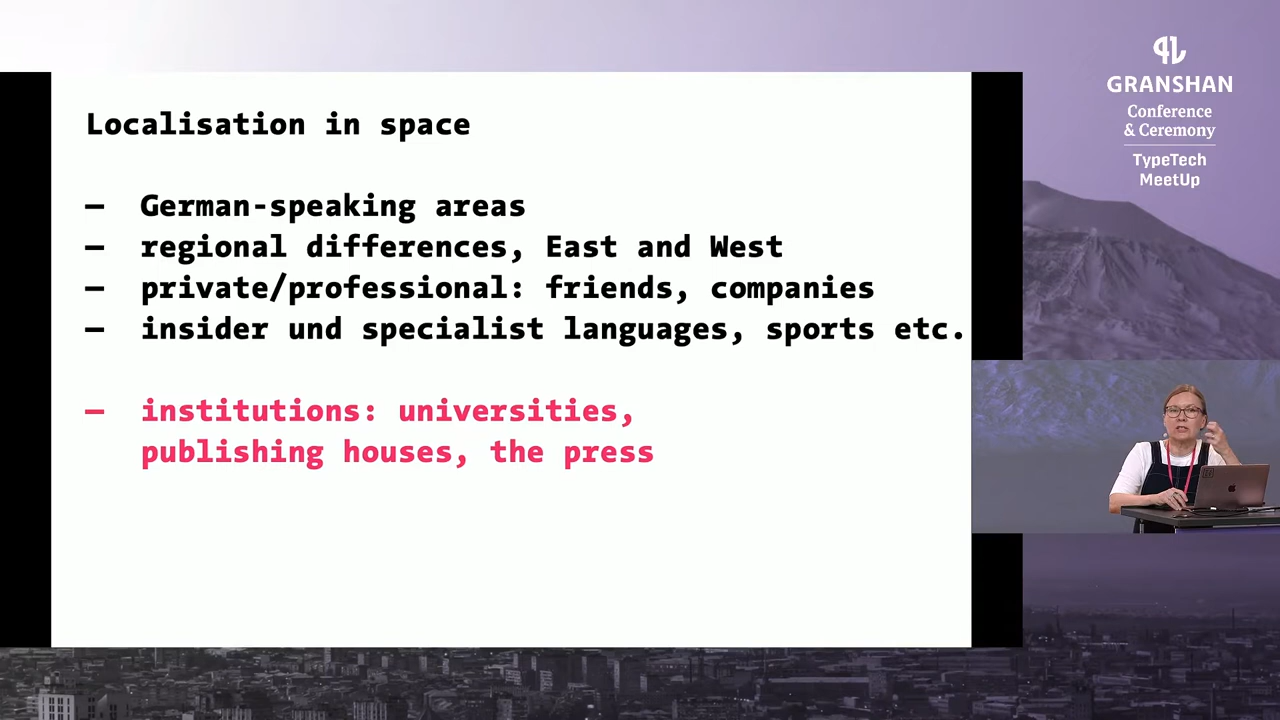 Localisation in space
– German-speaking areas
– regional differences, East and West
– private/professional: friends, companies
– insider und specialist languages, sports etc.
– institutions: universities,
publishing houses, the press
GRANSHAN
Conference
& Ceremony
TypeTech
MeetUp